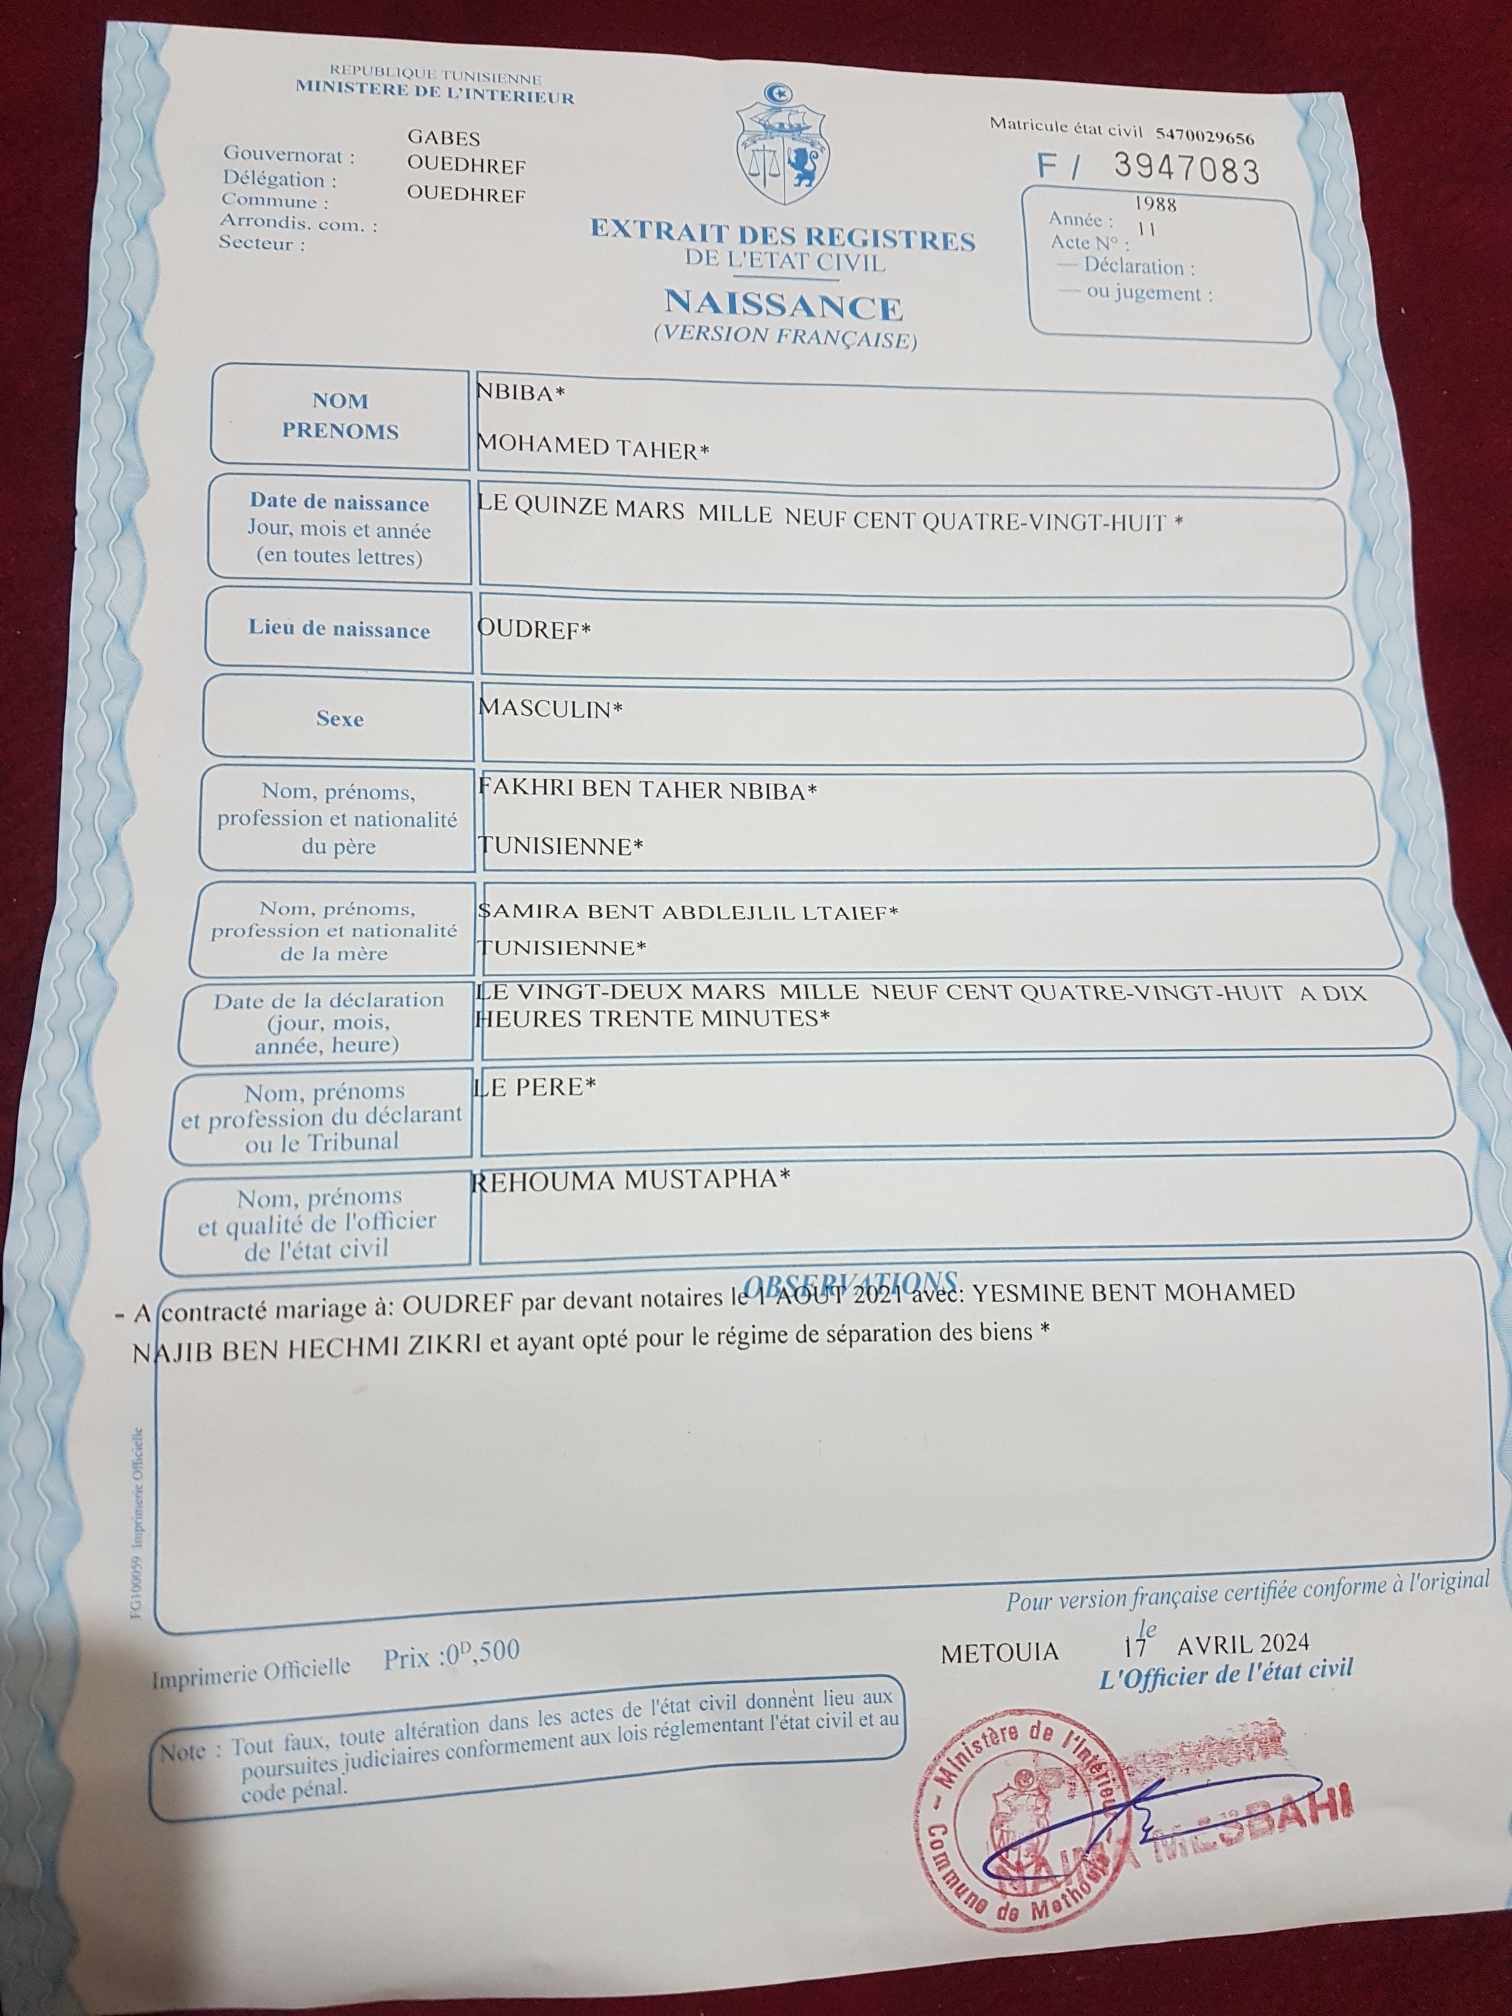 REPUBLIQUE TUNISIENNE
MINISTERE DE L'INTERIEUR
Gouvernorat : GABES
Délégation : OUEDHREF
Commune : OUEDHREF
Arrondis. com. :
Secteur :
Matricule état civil 5470029656
F / 3947083
Année : 1988
Acte N° : 11
— Déclaration :
— ou jugement :
EXTRAIT DES REGISTRES
DE L'ETAT CIVIL
NAISSANCE
(VERSION FRANÇAISE)
NOM NBIBA*
PRENOMS MOHAMED TAHER*
Date de naissance
Jour, mois et année
(en toutes lettres)
LE QUINZE MARS MILLE NEUF CENT QUATRE-VINGT-HUIT *
Lieu de naissance
OUDREF*
Sexe
MASCULIN*
Nom, prénoms,
profession et nationalité
du père
FAKHRI BEN TAHER NBIBA*
TUNISIENNE*
Nom, prénoms,
profession et nationalité
de la mère
SAMIRA BENT ABDLEJLIL LTAIEF*
TUNISIENNE*
Date de la déclaration
(jour, mois,
année, heure)
LE VINGT-DEUX MARS MILLE NEUF CENT QUATRE-VINGT-HUIT A DIX
HEURES TRENTE MINUTES*
Nom, prénoms
et profession du déclarant
ou le Tribunal
LE PERE*
Nom, prénoms
et qualité de l'officier
de l'état civil
REHOUMA MUSTAPHA*
OBSERVATIONS
- A contracté mariage à: OUDREF par devant notaires le 1 AOUT 2021 avec: YESMINE BENT MOHAMED
NAJIB BEN HECHMI ZIKRI et ayant opté pour le régime de séparation des biens *
FG100059 Imprimerie Officielle
Pour version française certifiée conforme à l'original
METOUIA le 17 AVRIL 2024
L'Officier de l'état civil
Imprimerie Officielle Prix :0ᴰ,500
Note : Tout faux, toute altération dans les actes de l'état civil donnent lieu aux
poursuites judiciaires conformement aux lois réglementant l'état civil et au
code pénal.
Ministère de l'Intérieur
Commune de Methouia
NAIMA MESBAHI